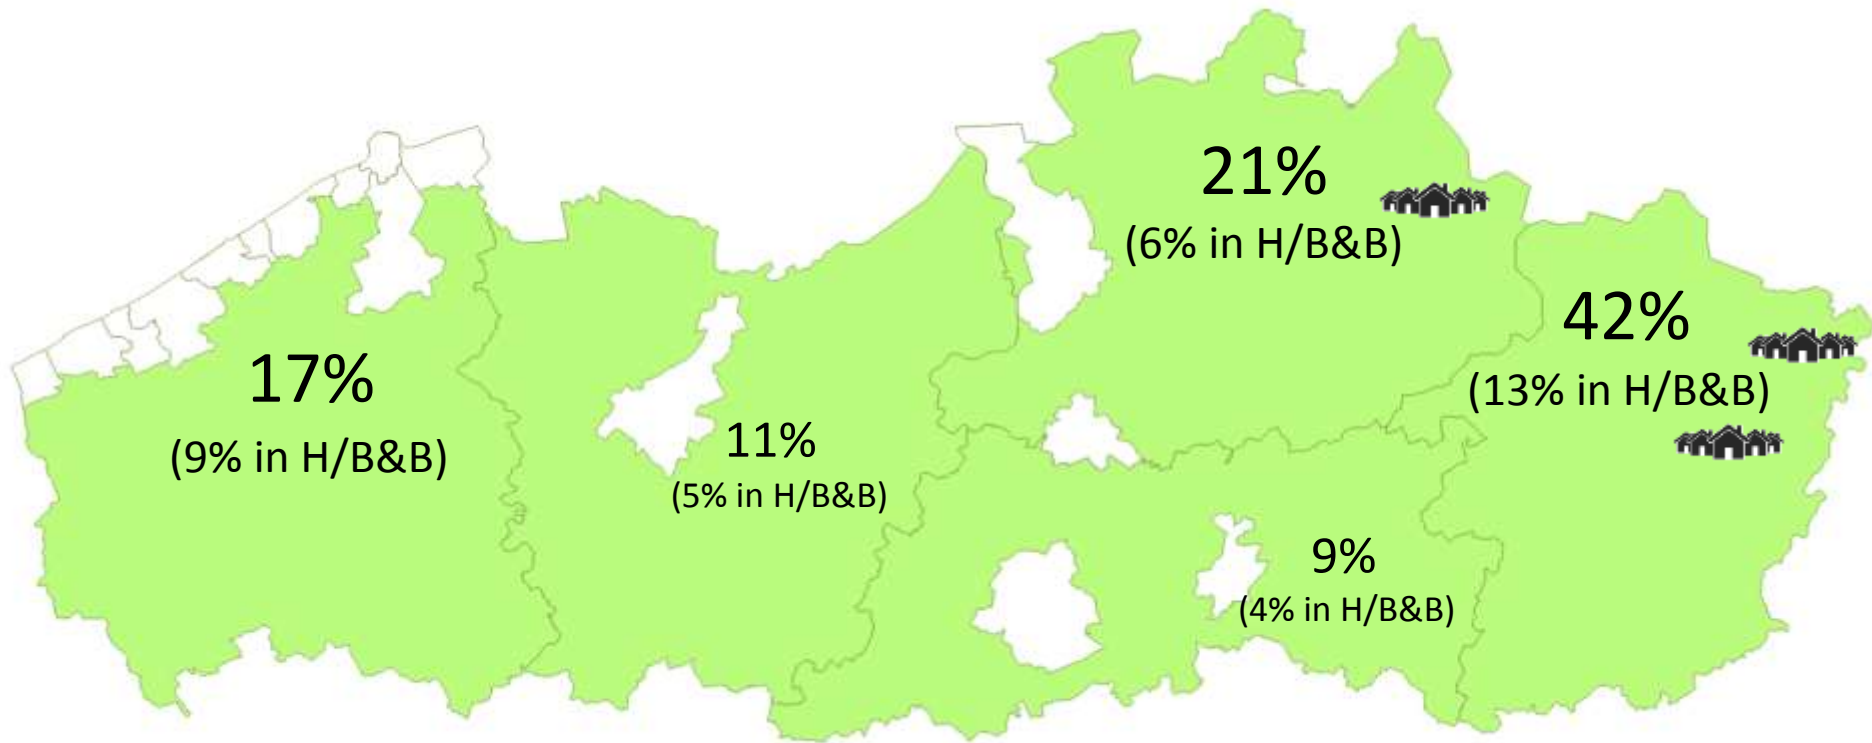 21%
(6% in H/B&B)
42%
(13% in H/B&B)
17%
(9% in H/B&B)
11%
(5% in H/B&B)
9%
(4% in H/B&B)